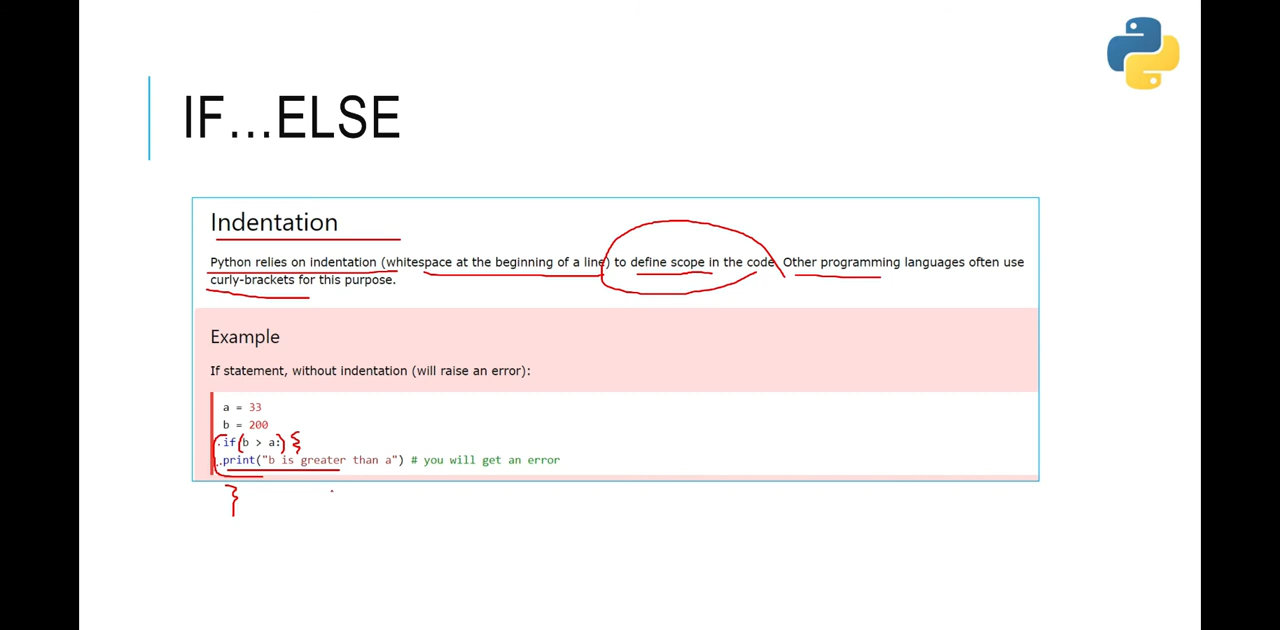 IF...ELSE
Indentation
Python relies on indentation (whitespace at the beginning of a line) to define scope in the code. Other programming languages often use
curly-brackets for this purpose.
Example
If statement, without indentation (will raise an error):
a = 33
b = 200
if (b > a:) {
print("b is greater than a") # you will get an error
}